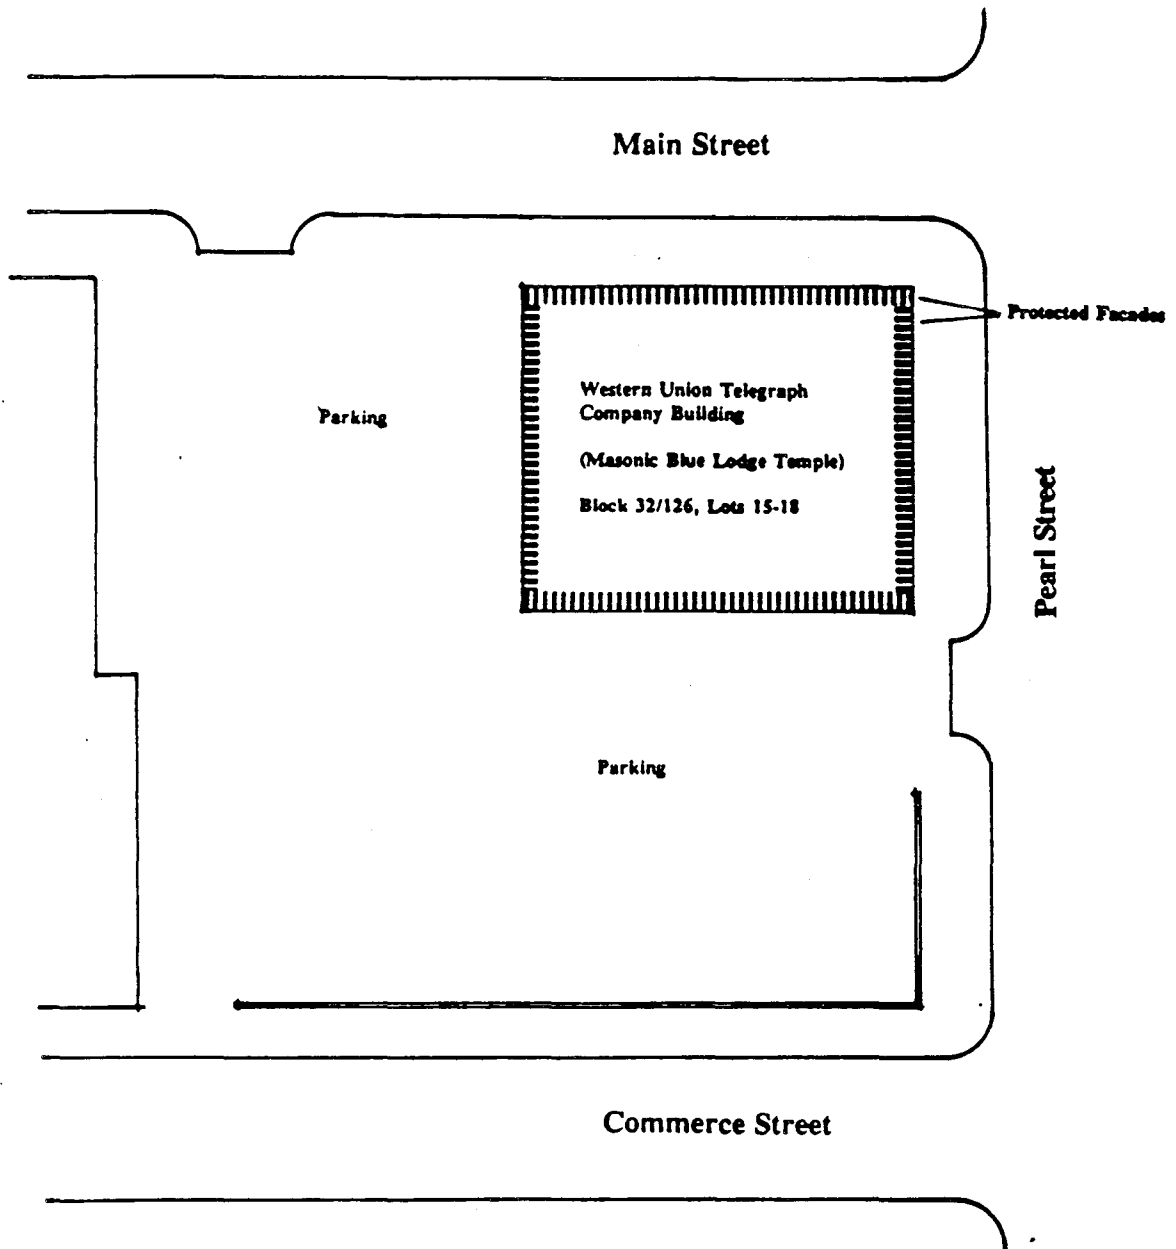 Main Street
Protected Facades
Western Union Telegraph
Company Building
(Masonic Blue Lodge Temple)
Block 32/126, Lots 15-18
Parking
Pearl Street
Parking
Commerce Street